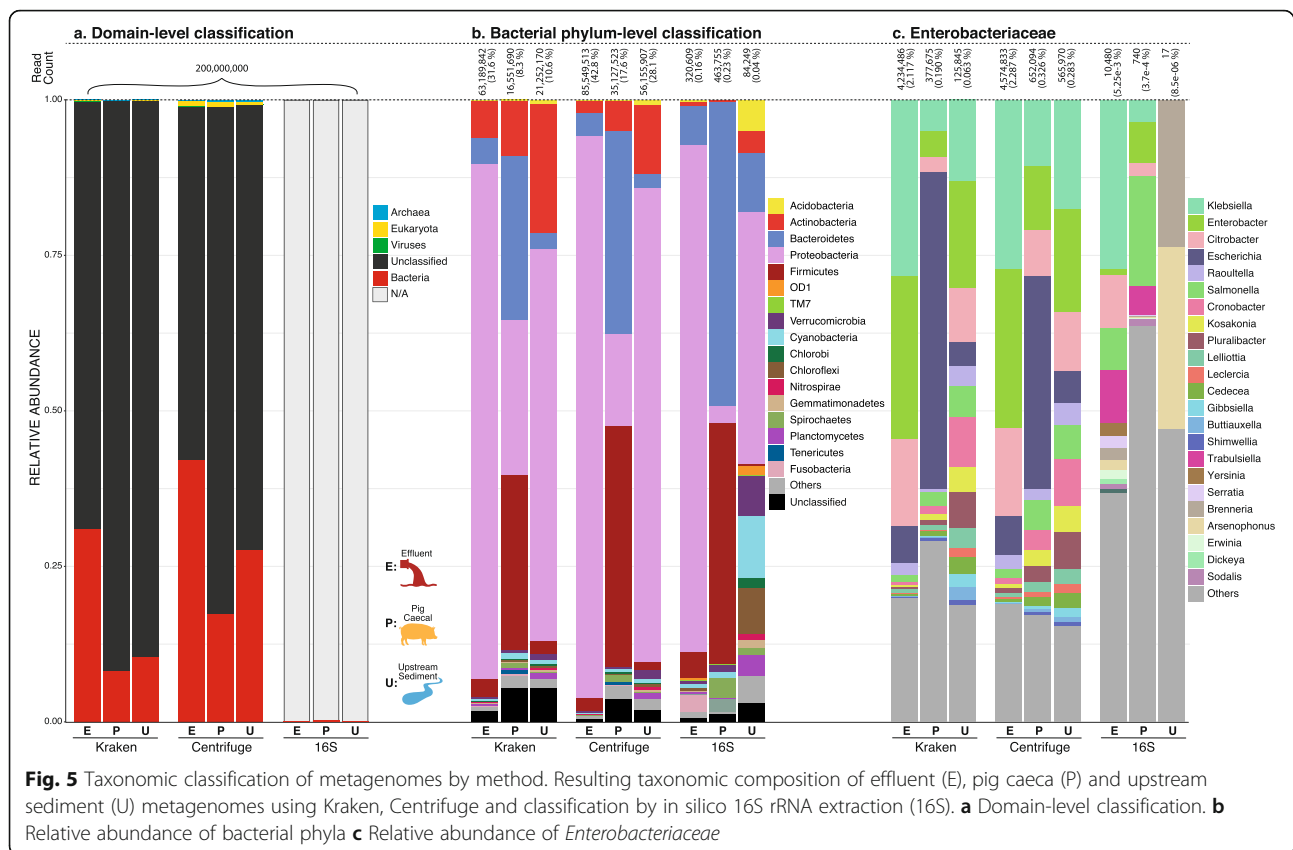 a. Domain-level classification
b. Bacterial phylum-level classification
c. Enterobacteriaceae
Read
Count
200,000,000
63,189,842
(31.6 %)
16,551,690
(8.3 %)
21,252,170
(10.6 %)
85,549,513
(42.8 %)
35,127,523
(17.6 %)
56,155,907
(28.1 %)
320,609
(0.16 %)
463,755
(0.23 %)
84,249
(0.04 %)
4,234,486
(2.117 %)
377,675
(0.190 %)
125,845
(0.063 %)
4,574,833
(2.287 %)
652,094
(0.326 %)
565,970
(0.283 %)
10,480
(5.25e-3 %)
740
(3.7e-4 %)
17
(8.5e-06 %)
RELATIVE ABUNDANCE
1.00
0.75
0.50
0.25
0.00
Archaea
Eukaryota
Viruses
Unclassified
Bacteria
N/A
E: Effluent
P: Pig
Caecal
U: Upstream
Sediment
Acidobacteria
Actinobacteria
Bacteroidetes
Proteobacteria
Firmicutes
OD1
TM7
Verrucomicrobia
Cyanobacteria
Chlorobi
Chloroflexi
Nitrospirae
Gemmatimonadetes
Spirochaetes
Planctomycetes
Tenericutes
Fusobacteria
Others
Unclassified
Klebsiella
Enterobacter
Citrobacter
Escherichia
Raoultella
Salmonella
Cronobacter
Kosakonia
Pluralibacter
Lelliottia
Leclercia
Cedecea
Gibbsiella
Buttiauxella
Shimwellia
Trabulsiella
Yersinia
Serratia
Brenneria
Arsenophonus
Erwinia
Dickeya
Sodalis
Others
E P U E P U E P U
Kraken Centrifuge 16S
E P U E P U E P U
Kraken Centrifuge 16S
E P U E P U E P U
Kraken Centrifuge 16S
Fig. 5 Taxonomic classification of metagenomes by method. Resulting taxonomic composition of effluent (E), pig caeca (P) and upstream
sediment (U) metagenomes using Kraken, Centrifuge and classification by in silico 16S rRNA extraction (16S). a Domain-level classification. b
Relative abundance of bacterial phyla c Relative abundance of Enterobacteriaceae